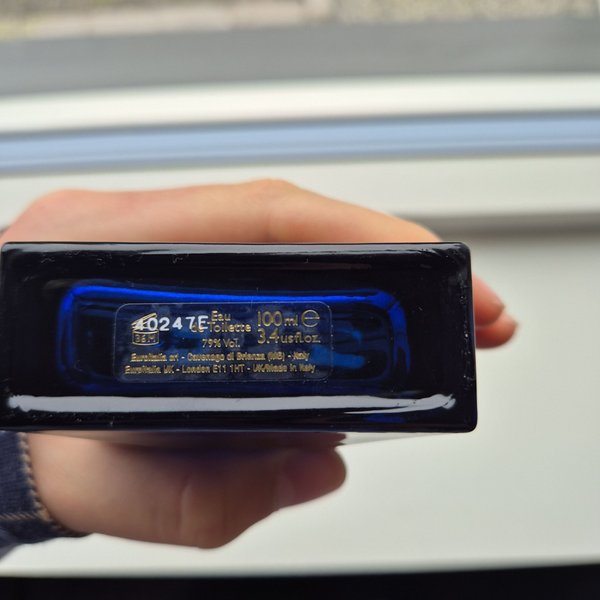 40247E Eau de Toilette 100 ml ⊖
36M 79% Vol. 3.4 us fl oz.
Euroitalia srl - Cavenago di Brianza (MB) - Italy
Euroitalia UK - London E11 1HT - UK/Made in Italy